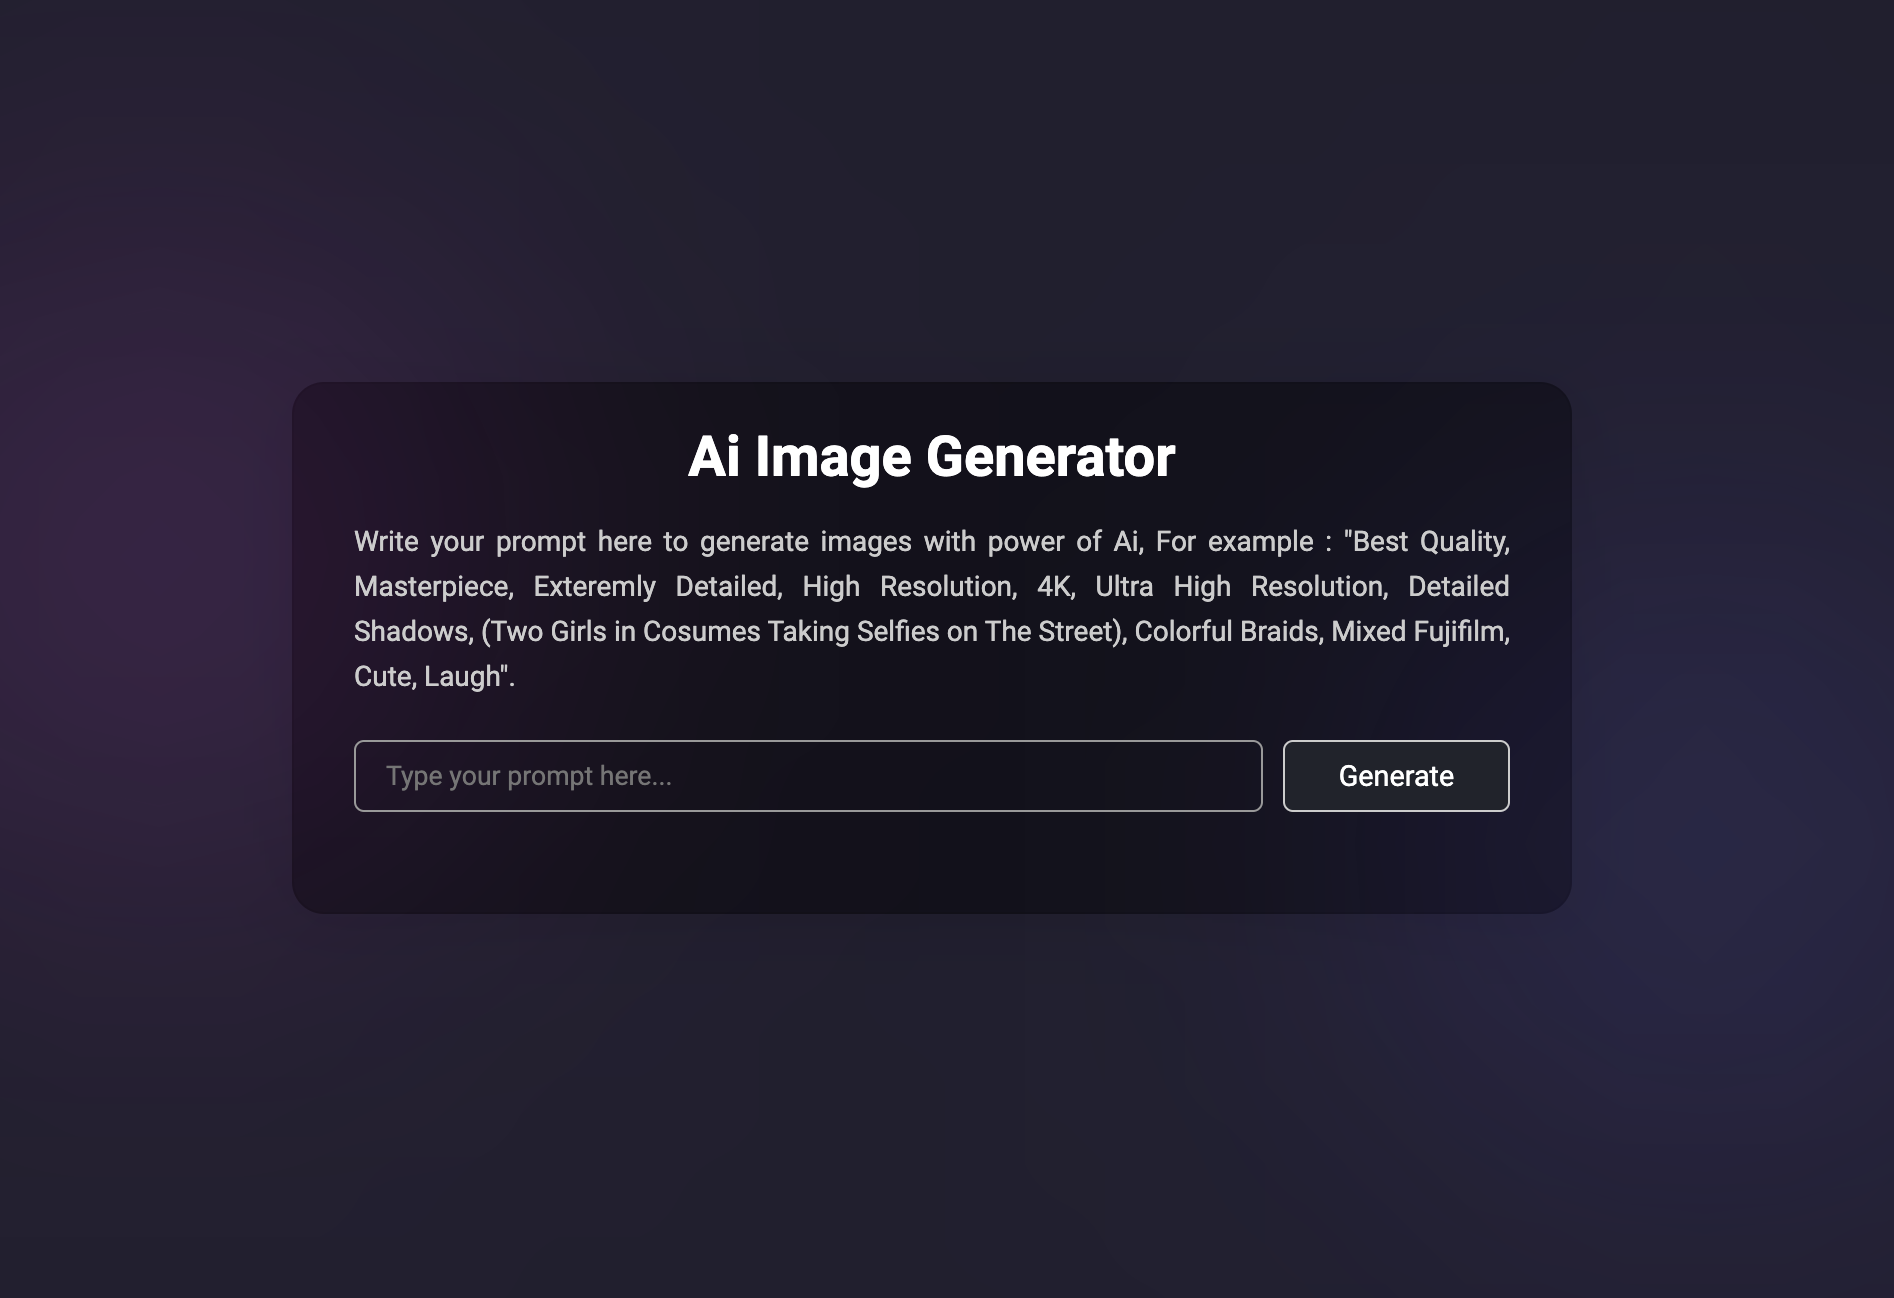 Ai Image Generator
Write your prompt here to generate images with power of Ai, For example : "Best Quality,
Masterpiece, Exteremly Detailed, High Resolution, 4K, Ultra High Resolution, Detailed
Shadows, (Two Girls in Cosumes Taking Selfies on The Street), Colorful Braids, Mixed Fujifilm,
Cute, Laugh".
Type your prompt here...
Generate